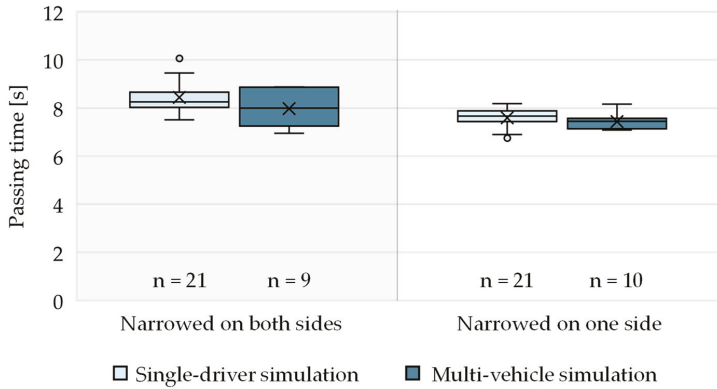 Passing time [s]
12
10
8
6
4
2
0
n = 21
n = 9
n = 21
n = 10
Narrowed on both sides
Narrowed on one side
Single-driver simulation
Multi-vehicle simulation